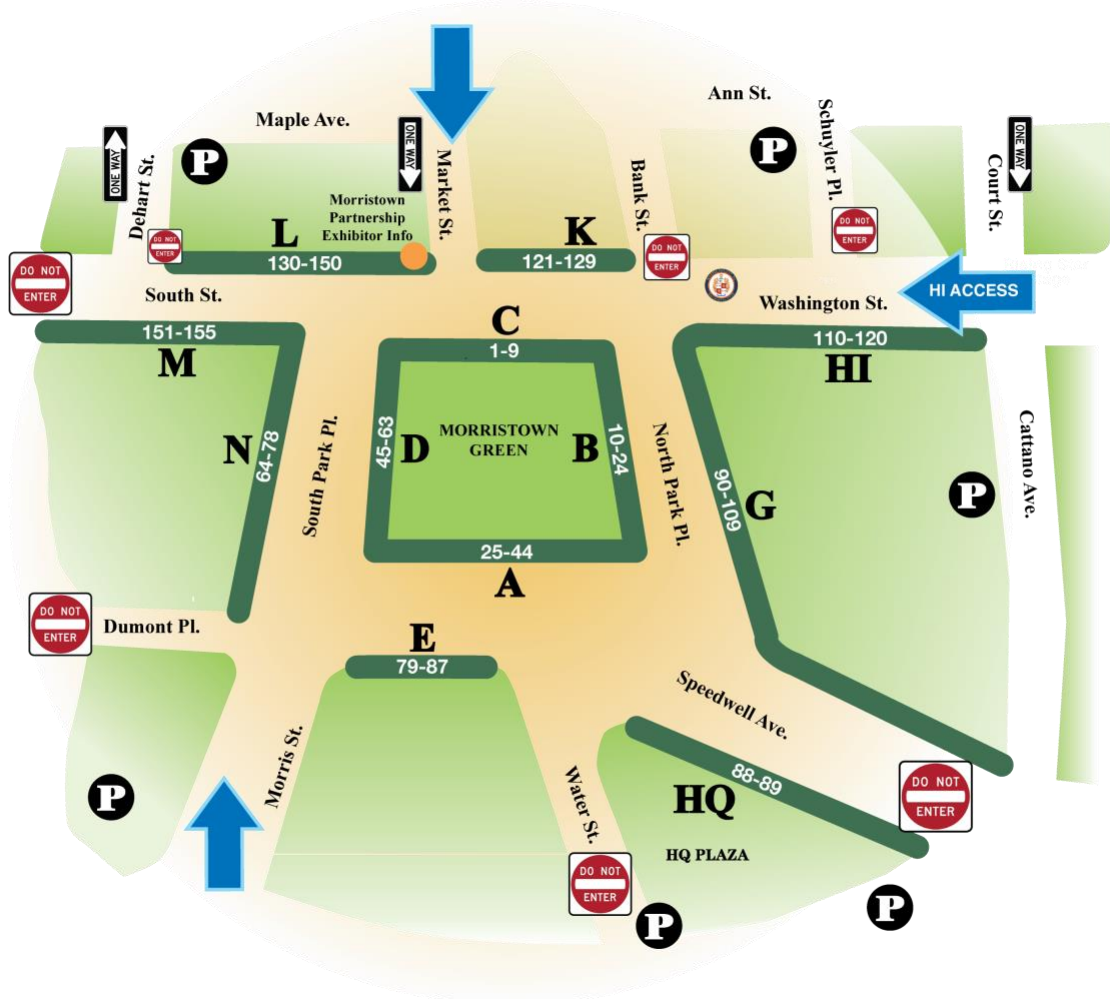 Ann St.
Maple Ave.
Schuyler Pl.
ONE WAY
ONE WAY
ONE WAY
P
P
Dehart St.
Market St.
Bank St.
Court St.
Morristown
Partnership
Exhibitor Info
L
K
DO NOT
ENTER
DO NOT
ENTER
DO NOT
ENTER
DO NOT
ENTER
130-150
121-129
South St.
Washington St.
HI ACCESS
C
151-155
1-9
110-120
M
HI
N
64-78
South Park Pl.
45-63
D
MORRISTOWN
GREEN
B
10-24
North Park Pl.
90-109
G
P
Cattano Ave.
25-44
A
DO NOT
ENTER
Dumont Pl.
E
79-87
Speedwell Ave.
Morris St.
Water St.
88-89
HQ
HQ PLAZA
DO NOT
ENTER
P
DO NOT
ENTER
P
P